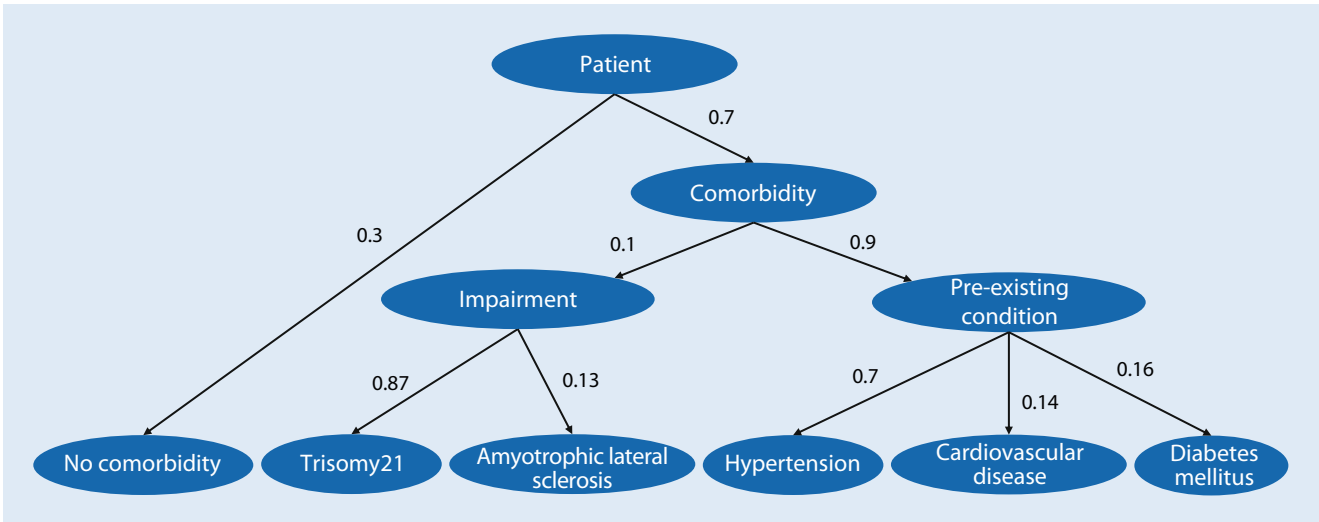 Patient
0.7
Comorbidity
0.3
0.1
0.9
Impairment
Pre-existing
condition
0.87
0.13
0.7
0.14
0.16
No comorbidity
Trisomy21
Amyotrophic lateral
sclerosis
Hypertension
Cardiovascular
disease
Diabetes
mellitus